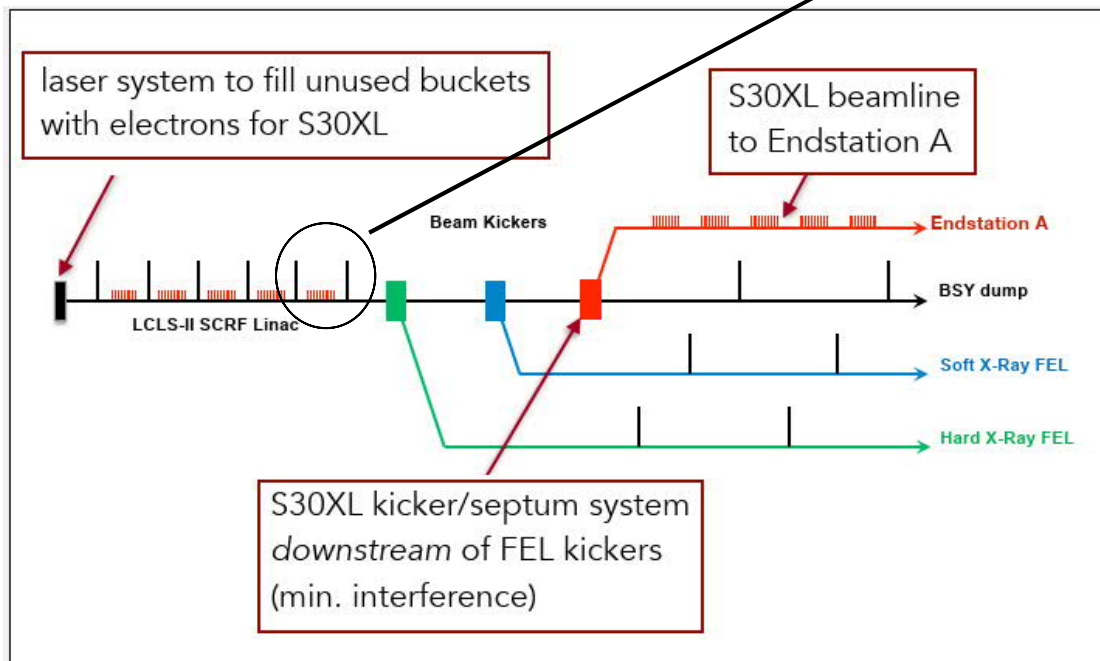 laser system to fill unused buckets
with electrons for S30XL
S30XL beamline
to Endstation A
Beam Kickers
Endstation A
BSY dump
LCLS-II SCRF Linac
Soft X-Ray FEL
Hard X-Ray FEL
S30XL kicker/septum system
downstream of FEL kickers
(min. interference)